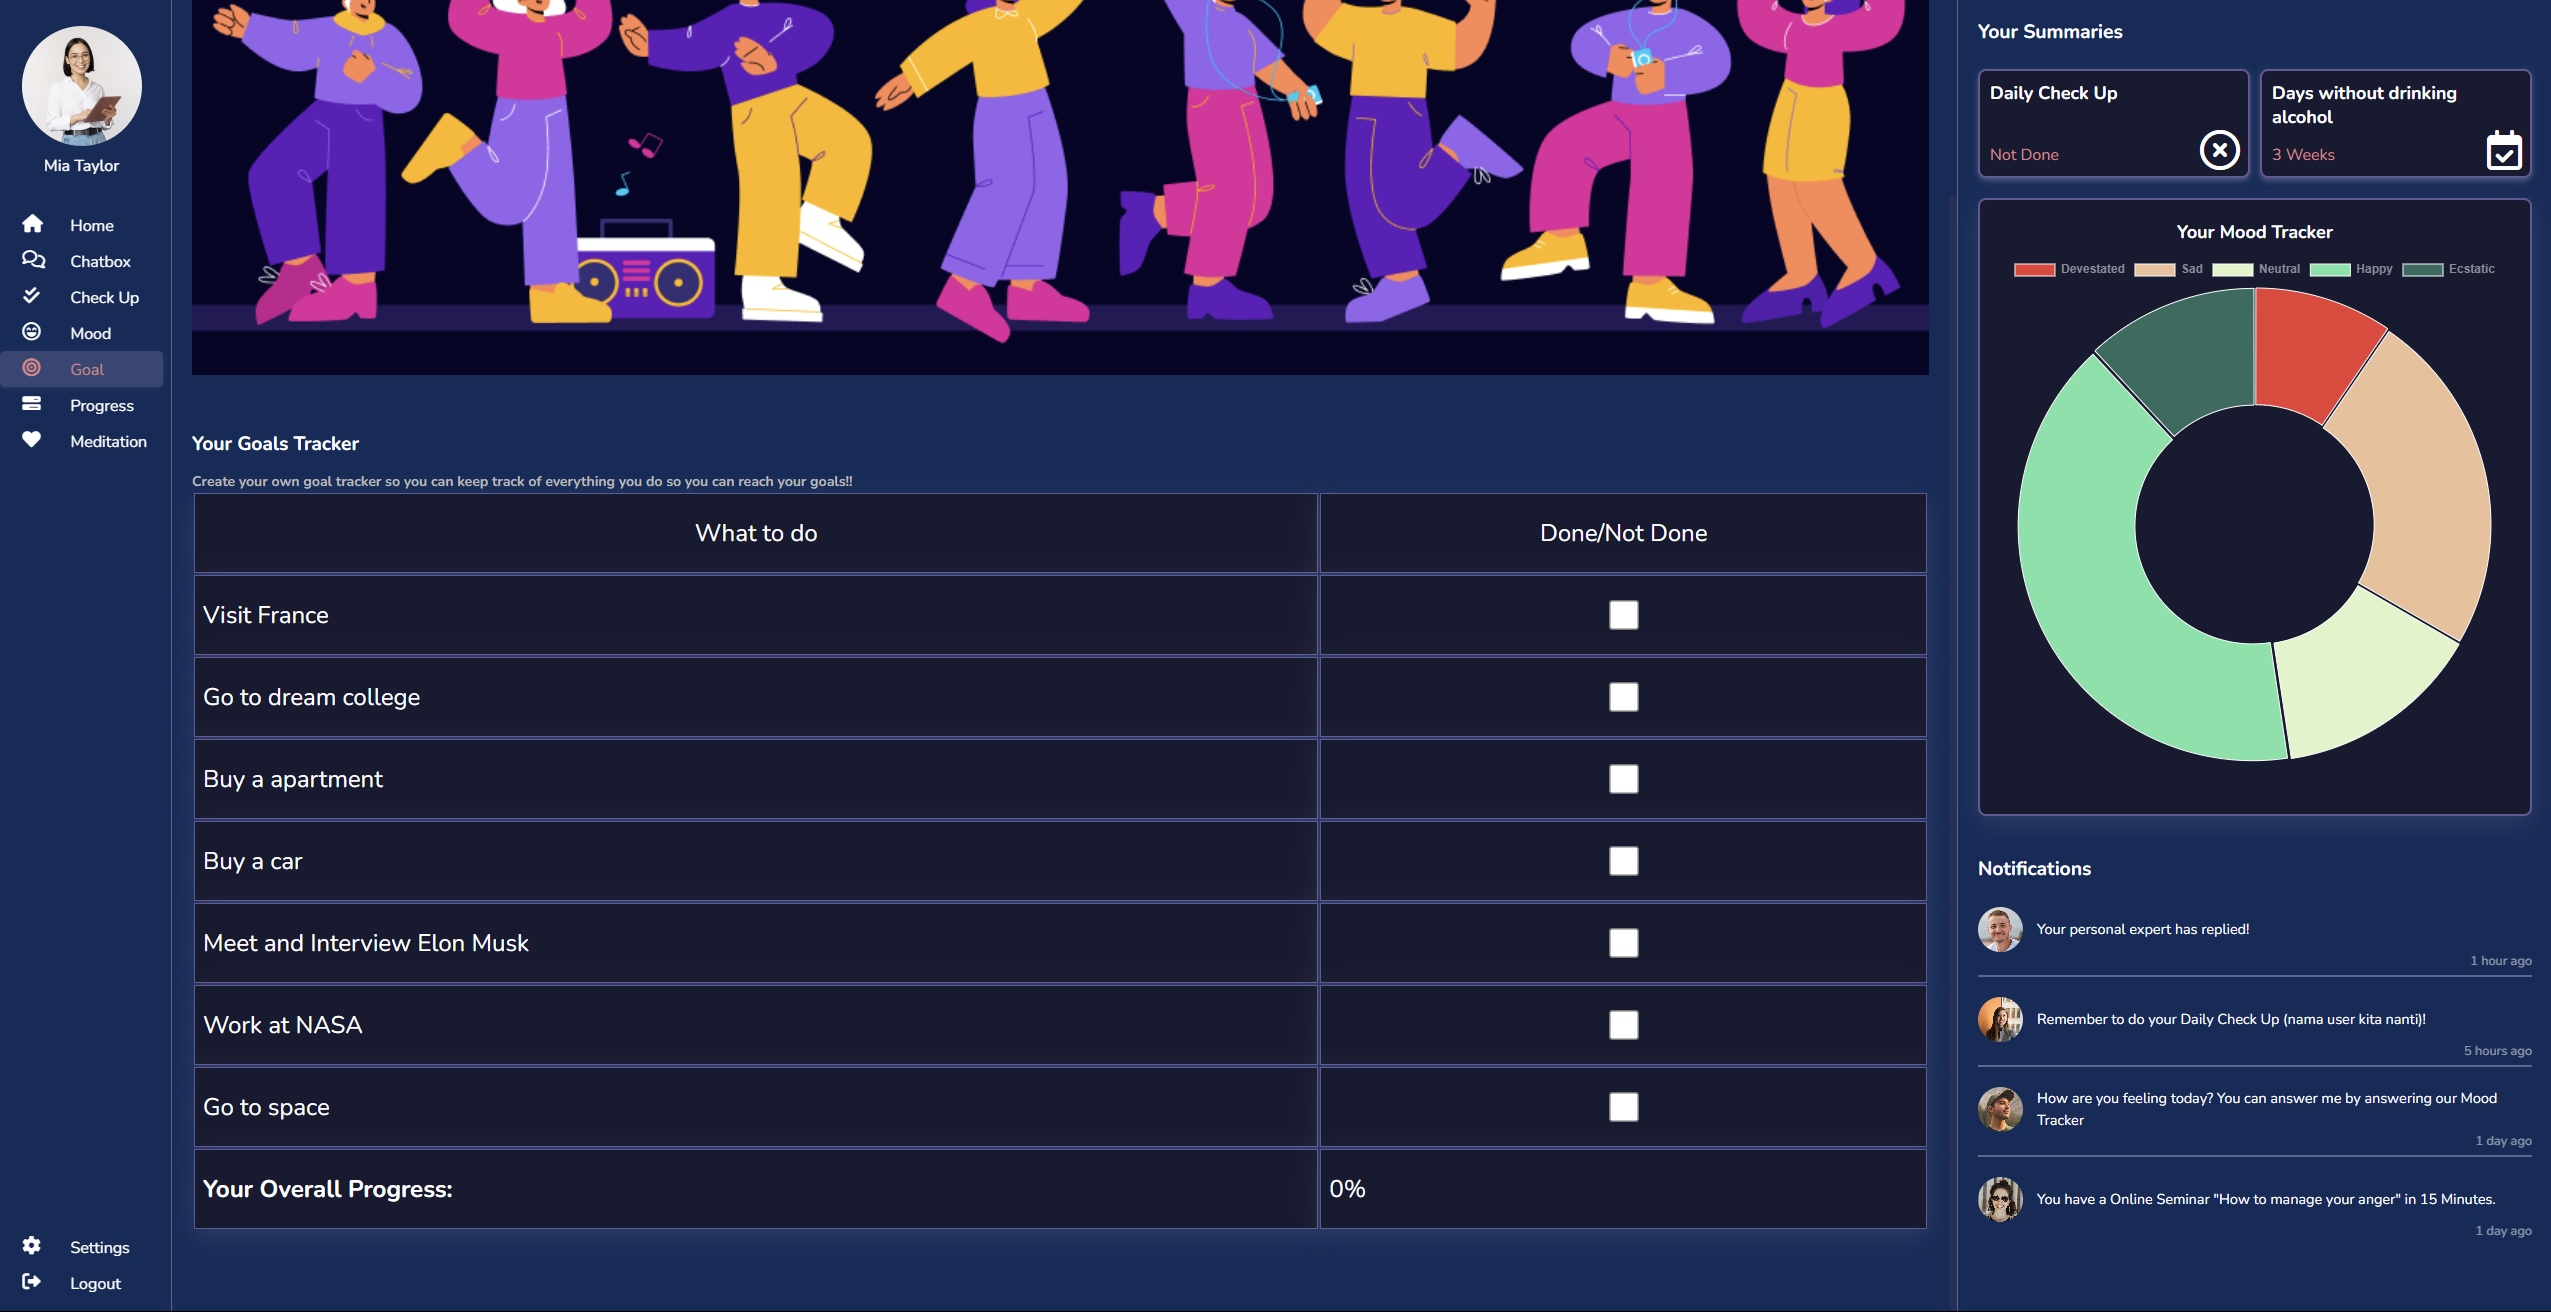 Mia Taylor
Home
Chatbox
Check Up
Mood
Goal
Progress
Meditation
Settings
Logout
Your Goals Tracker
Create your own goal tracker so you can keep track of everything you do so you can reach your goals!!
What to do Done/Not Done
Visit France
Go to dream college
Buy a apartment
Buy a car
Meet and Interview Elon Musk
Work at NASA
Go to space
Your Overall Progress: 0%
Your Summaries
Daily Check Up
Not Done
Days without drinking
alcohol
3 Weeks
Your Mood Tracker
Devestated Sad Neutral Happy Ecstatic
Notifications
Your personal expert has replied!
1 hour ago
Remember to do your Daily Check Up (nama user kita nanti)!
5 hours ago
How are you feeling today? You can answer me by answering our Mood
Tracker
1 day ago
You have a Online Seminar "How to manage your anger" in 15 Minutes.
1 day ago